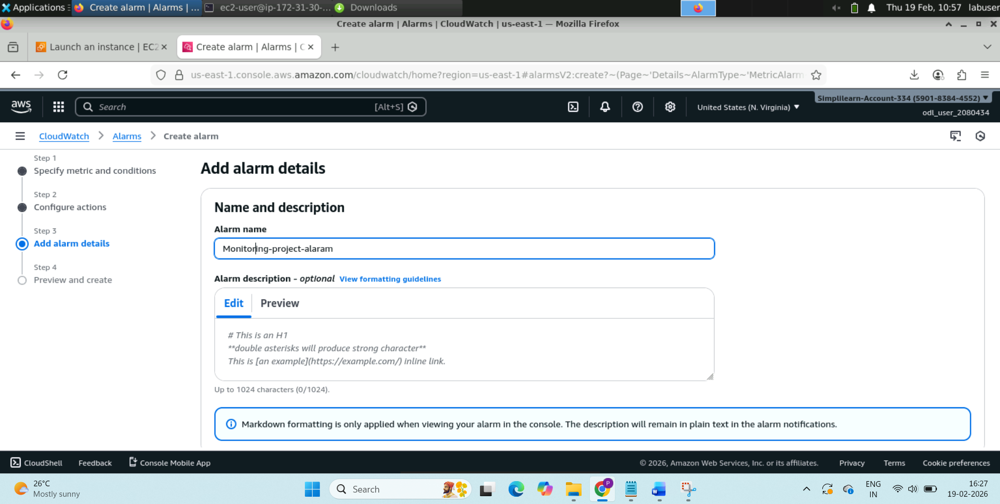 Applications
Create alarm | Alarms | ...
ec2-user@ip-172-31-30-...
Downloads
Thu 19 Feb, 10:57 labuser
Create alarm | Alarms | CloudWatch | us-east-1 — Mozilla Firefox
Launch an instance | EC2
Create alarm | Alarms | C
us-east-1.console.aws.amazon.com/cloudwatch/home?region=us-east-1#alarmsV2:create?~(Page~'Details~AlarmType~'MetricAlarm
aws
Search
[Alt+S]
United States (N. Virginia)
Simplilearn-Account-334 (5901-8384-4552)
odl_user_2080434
CloudWatch
Alarms
Create alarm
Step 1
Specify metric and conditions
Step 2
Configure actions
Step 3
Add alarm details
Step 4
Preview and create
Add alarm details
Name and description
Alarm name
Monitoring-project-alaram
Alarm description - optional View formatting guidelines
Edit
Preview
# This is an H1
**double asterisks will produce strong character**
This is [an example](https://example.com/) inline link.
Up to 1024 characters (0/1024).
Markdown formatting is only applied when viewing your alarm in the console. The description will remain in plain text in the alarm notifications.
CloudShell
Feedback
Console Mobile App
© 2026, Amazon Web Services, Inc. or its affiliates.
Privacy
Terms
Cookie preferences
26°C
Mostly sunny
Search
P
W
ENG
IN
16:27
19-02-2026